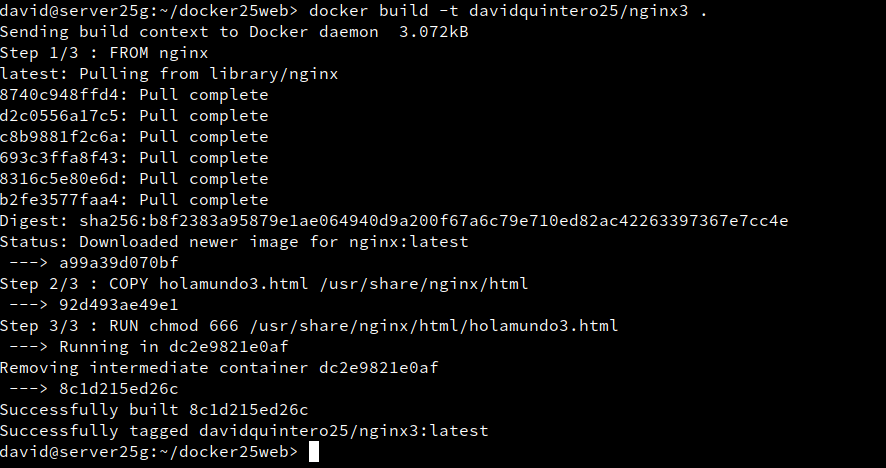 david@server25g:~/docker25web> docker build -t davidquintero25/nginx3 .
Sending build context to Docker daemon  3.072kB
Step 1/3 : FROM nginx
latest: Pulling from library/nginx
8740c948ffd4: Pull complete
d2c0556a17c5: Pull complete
c8b9881f2c6a: Pull complete
693c3ffa8f43: Pull complete
8316c5e80e6d: Pull complete
b2fe3577faa4: Pull complete
Digest: sha256:b8f2383a95879e1ae064940d9a200f67a6c79e710ed82ac42263397367e7cc4e
Status: Downloaded newer image for nginx:latest
 ---> a99a39d070bf
Step 2/3 : COPY holamundo3.html /usr/share/nginx/html
 ---> 92d493ae49e1
Step 3/3 : RUN chmod 666 /usr/share/nginx/html/holamundo3.html
 ---> Running in dc2e9821e0af
Removing intermediate container dc2e9821e0af
 ---> 8c1d215ed26c
Successfully built 8c1d215ed26c
Successfully tagged davidquintero25/nginx3:latest
david@server25g:~/docker25web>